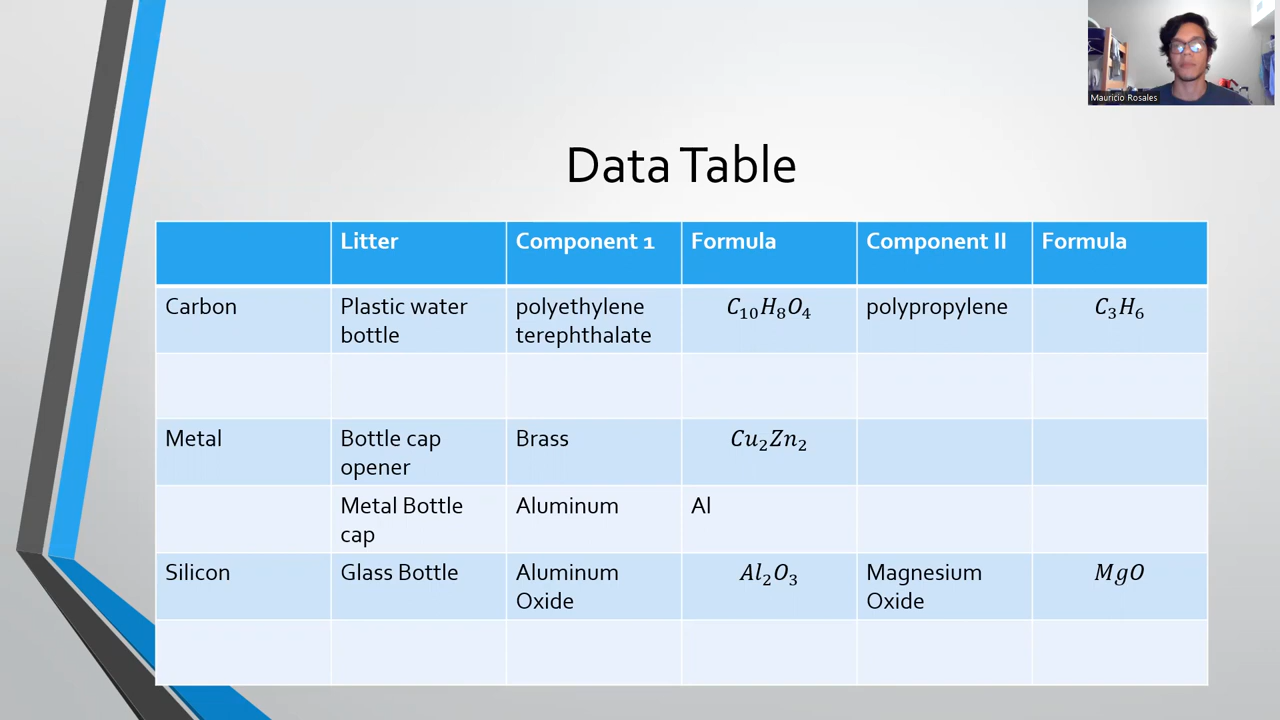 Mauricio Rosales
Data Table
Litter Component 1 Formula Component II Formula
Carbon Plastic water bottle polyethylene terephthalate C₁₀H₈O₄ polypropylene C₃H₆
Metal Bottle cap opener Brass Cu₂Zn₂
Metal Bottle cap Aluminum Al
Silicon Glass Bottle Aluminum Oxide Al₂O₃ Magnesium Oxide MgO